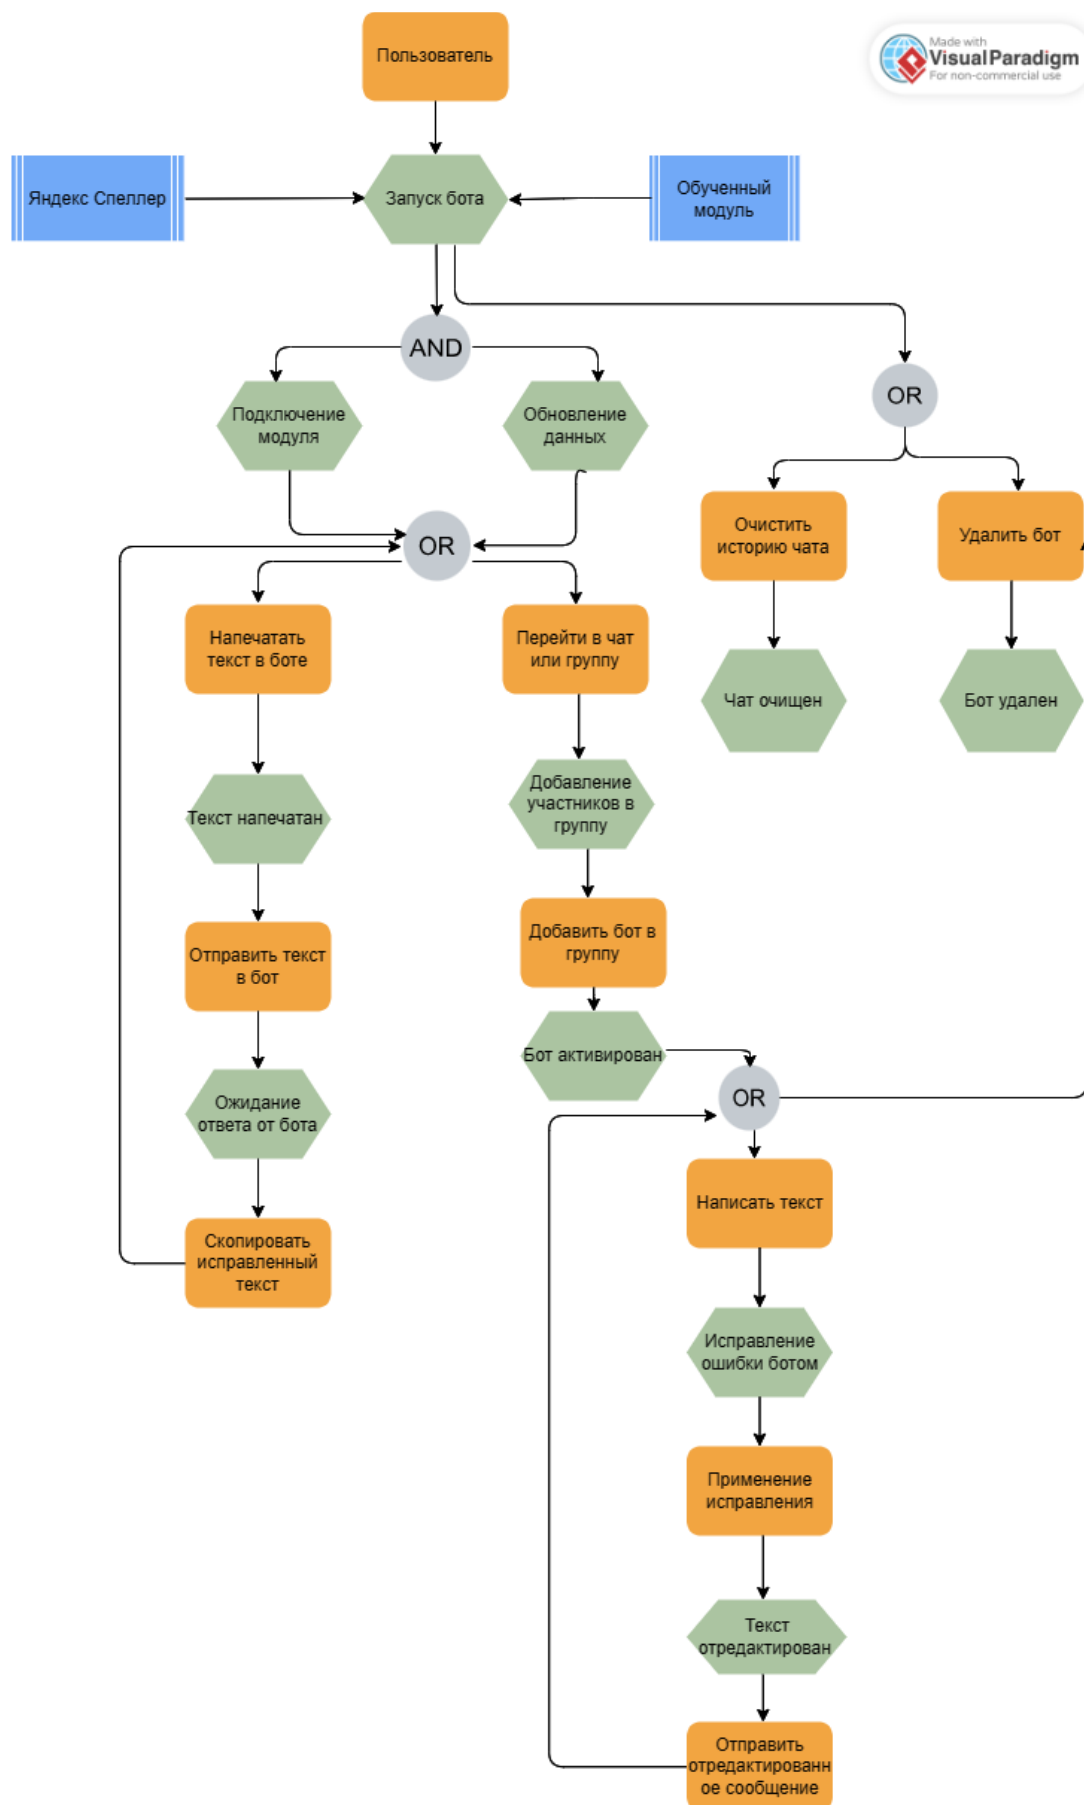 Пользователь
Made with
Visual Paradigm
For non-commercial use
Яндекс Спеллер
Запуск бота
Обученный
модуль
AND
OR
Подключение
модуля
Обновление
данных
OR
Очистить
историю чата
Удалить бот
Напечатать
текст в боте
Перейти в чат
или группу
Чат очищен
Бот удален
Текст напечатан
Добавление
участников в
группу
Отправить текст
в бот
Добавить бот в
группу
Бот активирован
Ожидание
ответа от бота
OR
Написать текст
Скопировать
исправленный
текст
Исправление
ошибки ботом
Применение
исправления
Текст
отредактирован
Отправить
отредактированн
ое сообщение